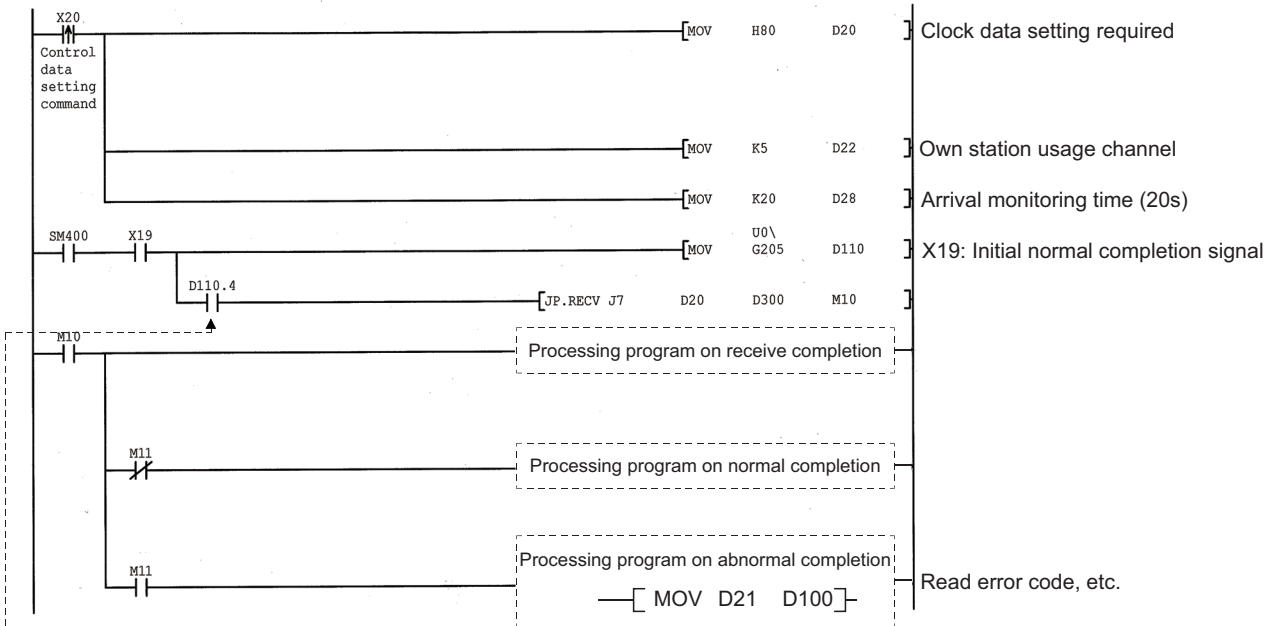 X20
Control
data
setting
command
MOV H80 D20 Clock data setting required
MOV K5 D22 Own station usage channel
MOV K20 D28 Arrival monitoring time (20s)
SM400 X19
U0\
MOV G205 D110 X19: Initial normal completion signal
D110.4
JP.RECV J7 D20 D300 M10
M10
Processing program on receive completion
M11
Processing program on normal completion
Processing program on abnormal completion
M11
MOV D21 D100
Read error code, etc.